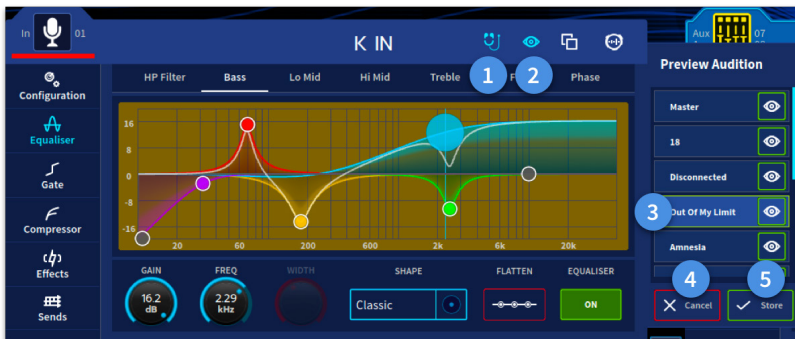 In 01
K IN
Aux 07
Preview Audition
HP Filter Bass Lo Mid Hi Mid Treble Phase
1
2
Configuration
Equaliser
Gate
Compressor
Effects
Sends
16
8
0
-8
-16
20 60 200 600 2k 6k 20k
GAIN FREQ WIDTH SHAPE FLATTEN EQUALISER
16.2 dB
2.29 kHz
Classic
ON
Master
18
Disconnected
3
Out Of My Limit
Amnesia
4
5
Cancel
Store